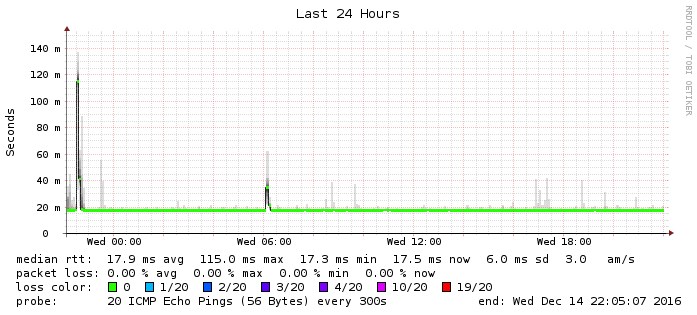 Last 24 Hours
RRDTOOL / TOBI OETIKER
Seconds
140 m
120 m
100 m
80 m
60 m
40 m
20 m
0
Wed 00:00 Wed 06:00 Wed 12:00 Wed 18:00
median rtt: 17.9 ms avg 115.0 ms max 17.3 ms min 17.5 ms now 6.0 ms sd 3.0 am/s
packet loss: 0.00 % avg 0.00 % max 0.00 % min 0.00 % now
loss color: 0 1/20 2/20 3/20 4/20 10/20 19/20
probe: 20 ICMP Echo Pings (56 Bytes) every 300s end: Wed Dec 14 22:05:07 2016